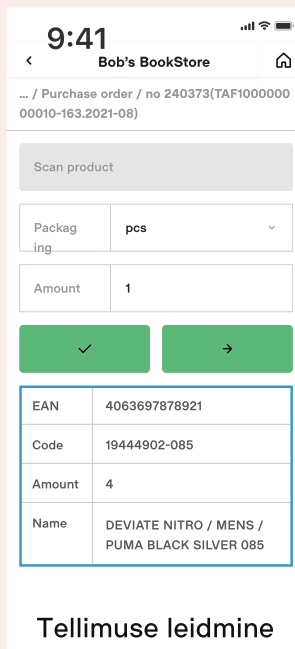 9:41
Bob's BookStore
... / Purchase order / no 240373(TAF1000000
00010-163.2021-08)
Scan product
Packag
ing
pcs
Amount
1
EAN
4063697878921
Code
19444902-085
Amount
4
Name
DEVIATE NITRO / MENS /
PUMA BLACK SILVER 085
Tellimuse leidmine